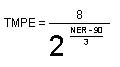 TMPE = 8
2
NER - 90
3